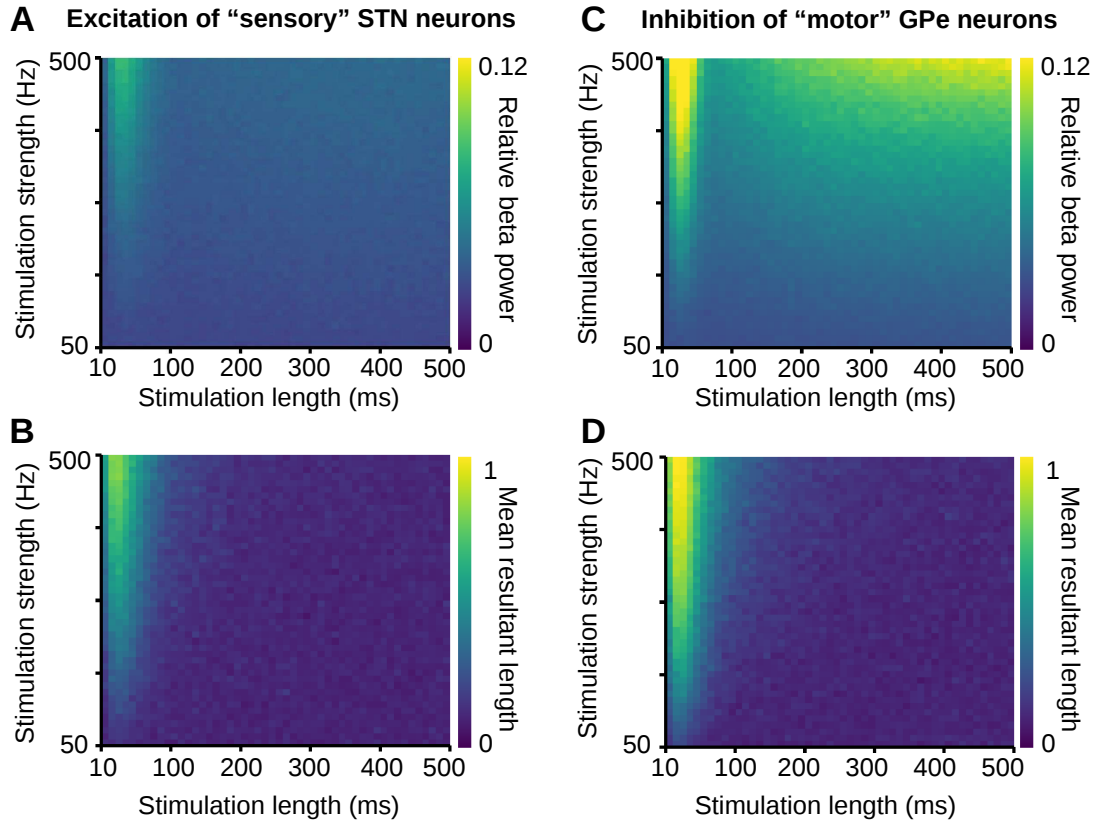 A Excitation of “sensory” STN neurons
500
50
Stimulation strength (Hz)
10 100 200 300 400 500
Stimulation length (ms)
0.12
0
Relative beta power
C Inhibition of “motor” GPe neurons
500
50
Stimulation strength (Hz)
10 100 200 300 400 500
Stimulation length (ms)
0.12
0
Relative beta power
B
500
50
Stimulation strength (Hz)
10 100 200 300 400 500
Stimulation length (ms)
1
0
Mean resultant length
D
500
50
Stimulation strength (Hz)
10 100 200 300 400 500
Stimulation length (ms)
1
0
Mean resultant length